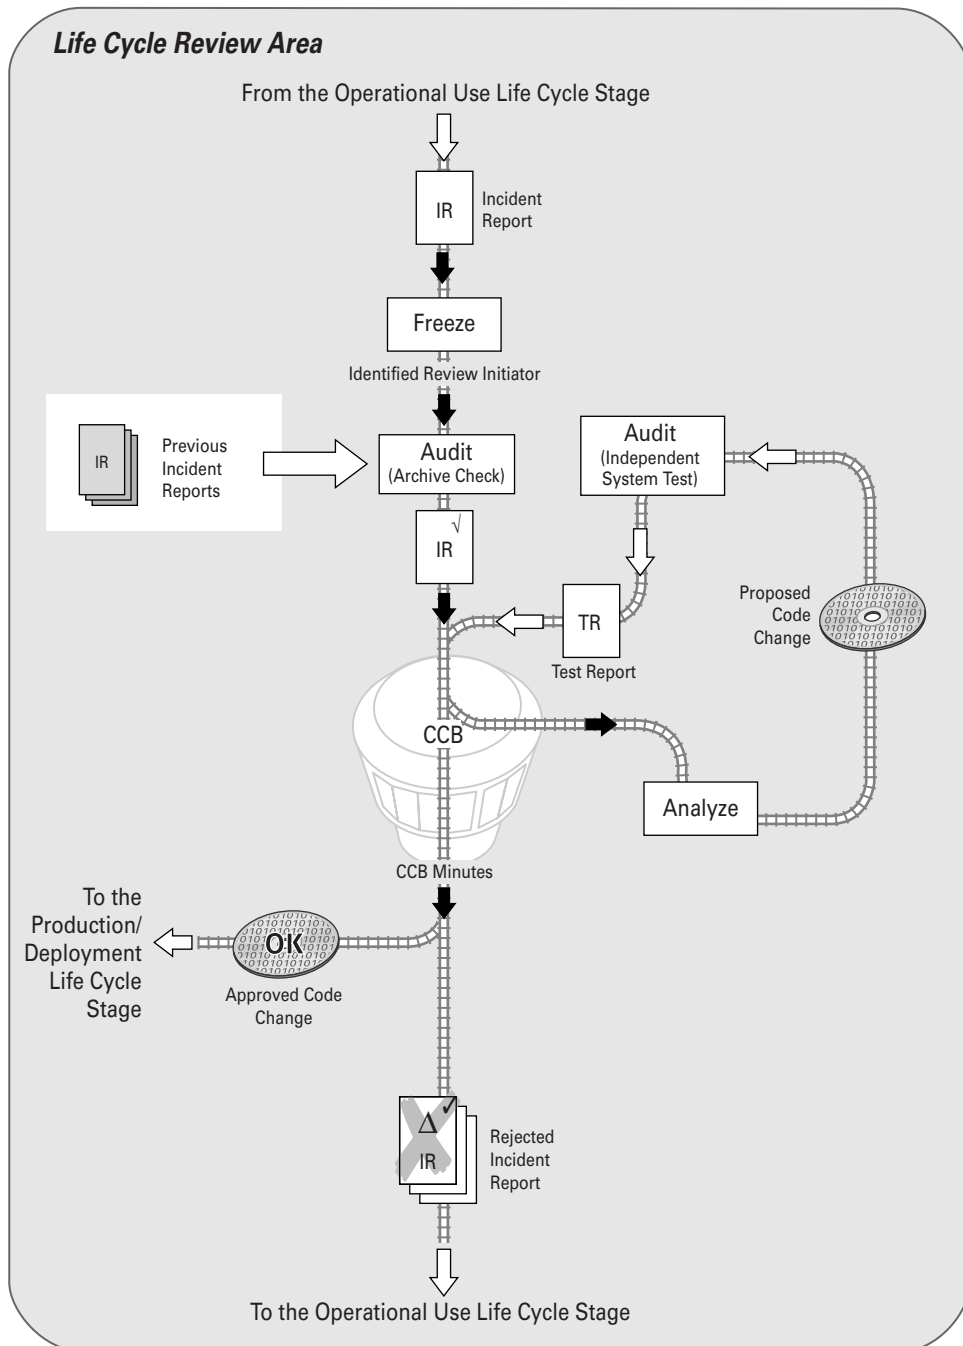 Life Cycle Review Area
From the Operational Use Life Cycle Stage
IR
Incident
Report
Freeze
Identified Review Initiator
IR
Previous
Incident
Reports
Audit
(Archive Check)
Audit
(Independent
System Test)
√
IR
Proposed
Code
Change
TR
Test Report
CCB
Analyze
CCB Minutes
To the
Production/
Deployment
Life Cycle
Stage
OK
Approved Code
Change
Δ
✓
IR
Rejected
Incident
Report
To the Operational Use Life Cycle Stage